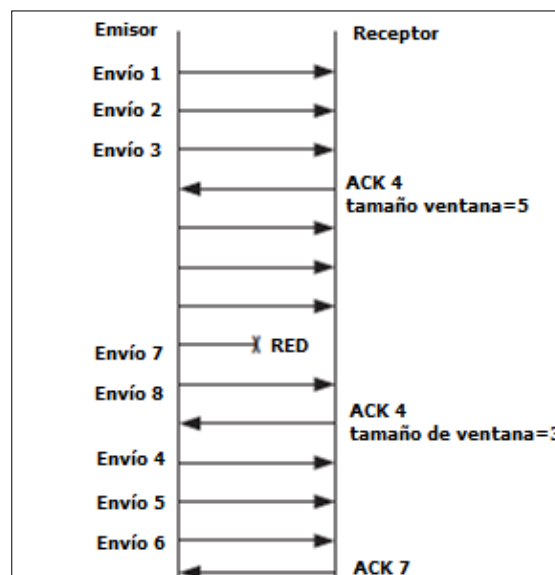 Emisor
Receptor
Envío 1
Envío 2
Envío 3
ACK 4
tamaño ventana=5
RED
Envío 7
Envío 8
ACK 4
tamaño de ventana=3
Envío 4
Envío 5
Envío 6
ACK 7